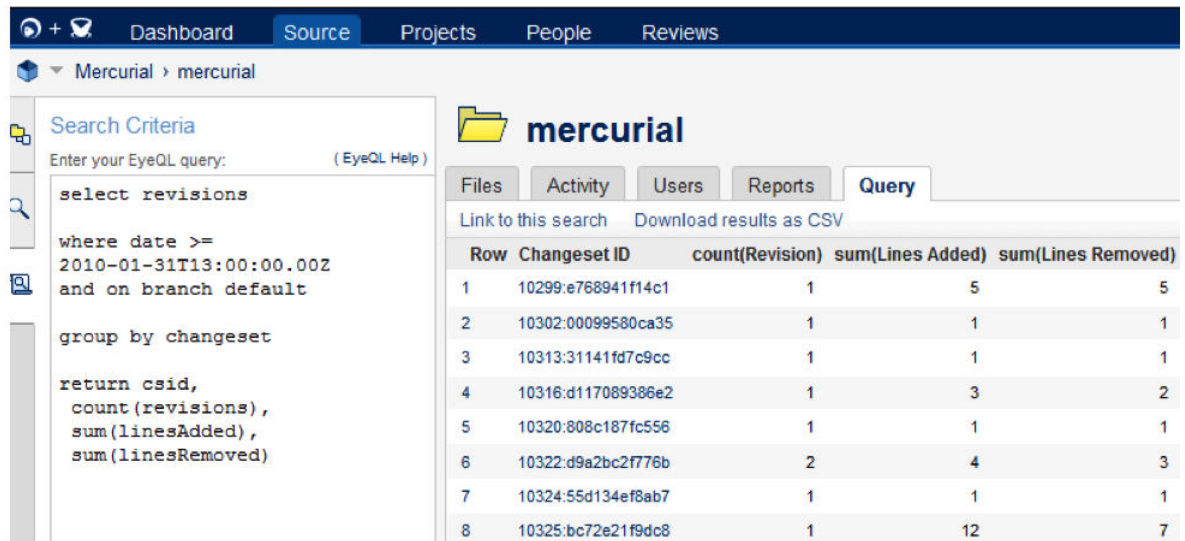 + Dashboard Source Projects People Reviews
Mercurial › mercurial
Search Criteria
Enter your EyeQL query: ( EyeQL Help )
select revisions
where date >=
2010-01-31T13:00:00.00Z
and on branch default
group by changeset
return csid,
count(revisions),
sum(linesAdded),
sum(linesRemoved)
mercurial
Files Activity Users Reports Query
Link to this search Download results as CSV
Row Changeset ID count(Revision) sum(Lines Added) sum(Lines Removed)
1 10299:e768941f14c1 1 5 5
2 10302:00099580ca35 1 1 1
3 10313:31141fd7c9cc 1 1 1
4 10316:d117089386e2 1 3 2
5 10320:808c187fc556 1 1 1
6 10322:d9a2bc2f776b 2 4 3
7 10324:55d134ef8ab7 1 1 1
8 10325:bc72e21f9dc8 1 12 7